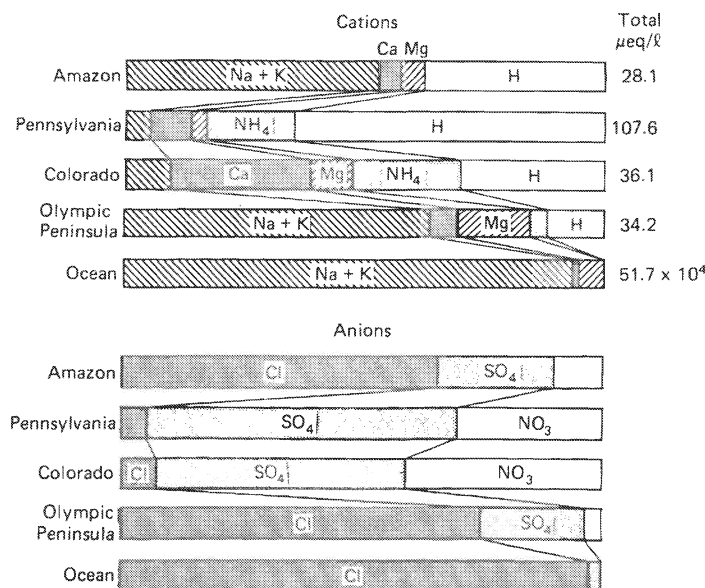 Cations
Total
µeq/ℓ
Ca Mg
Amazon Na + K H 28.1
Pennsylvania NH₄ H 107.6
Colorado Ca Mg NH₄ H 36.1
Olympic
Peninsula Na + K Mg H 34.2
Ocean Na + K 51.7 x 10⁴
Anions
Amazon Cl SO₄
Pennsylvania SO₄ NO₃
Colorado Cl SO₄ NO₃
Olympic
Peninsula Cl SO₄
Ocean Cl